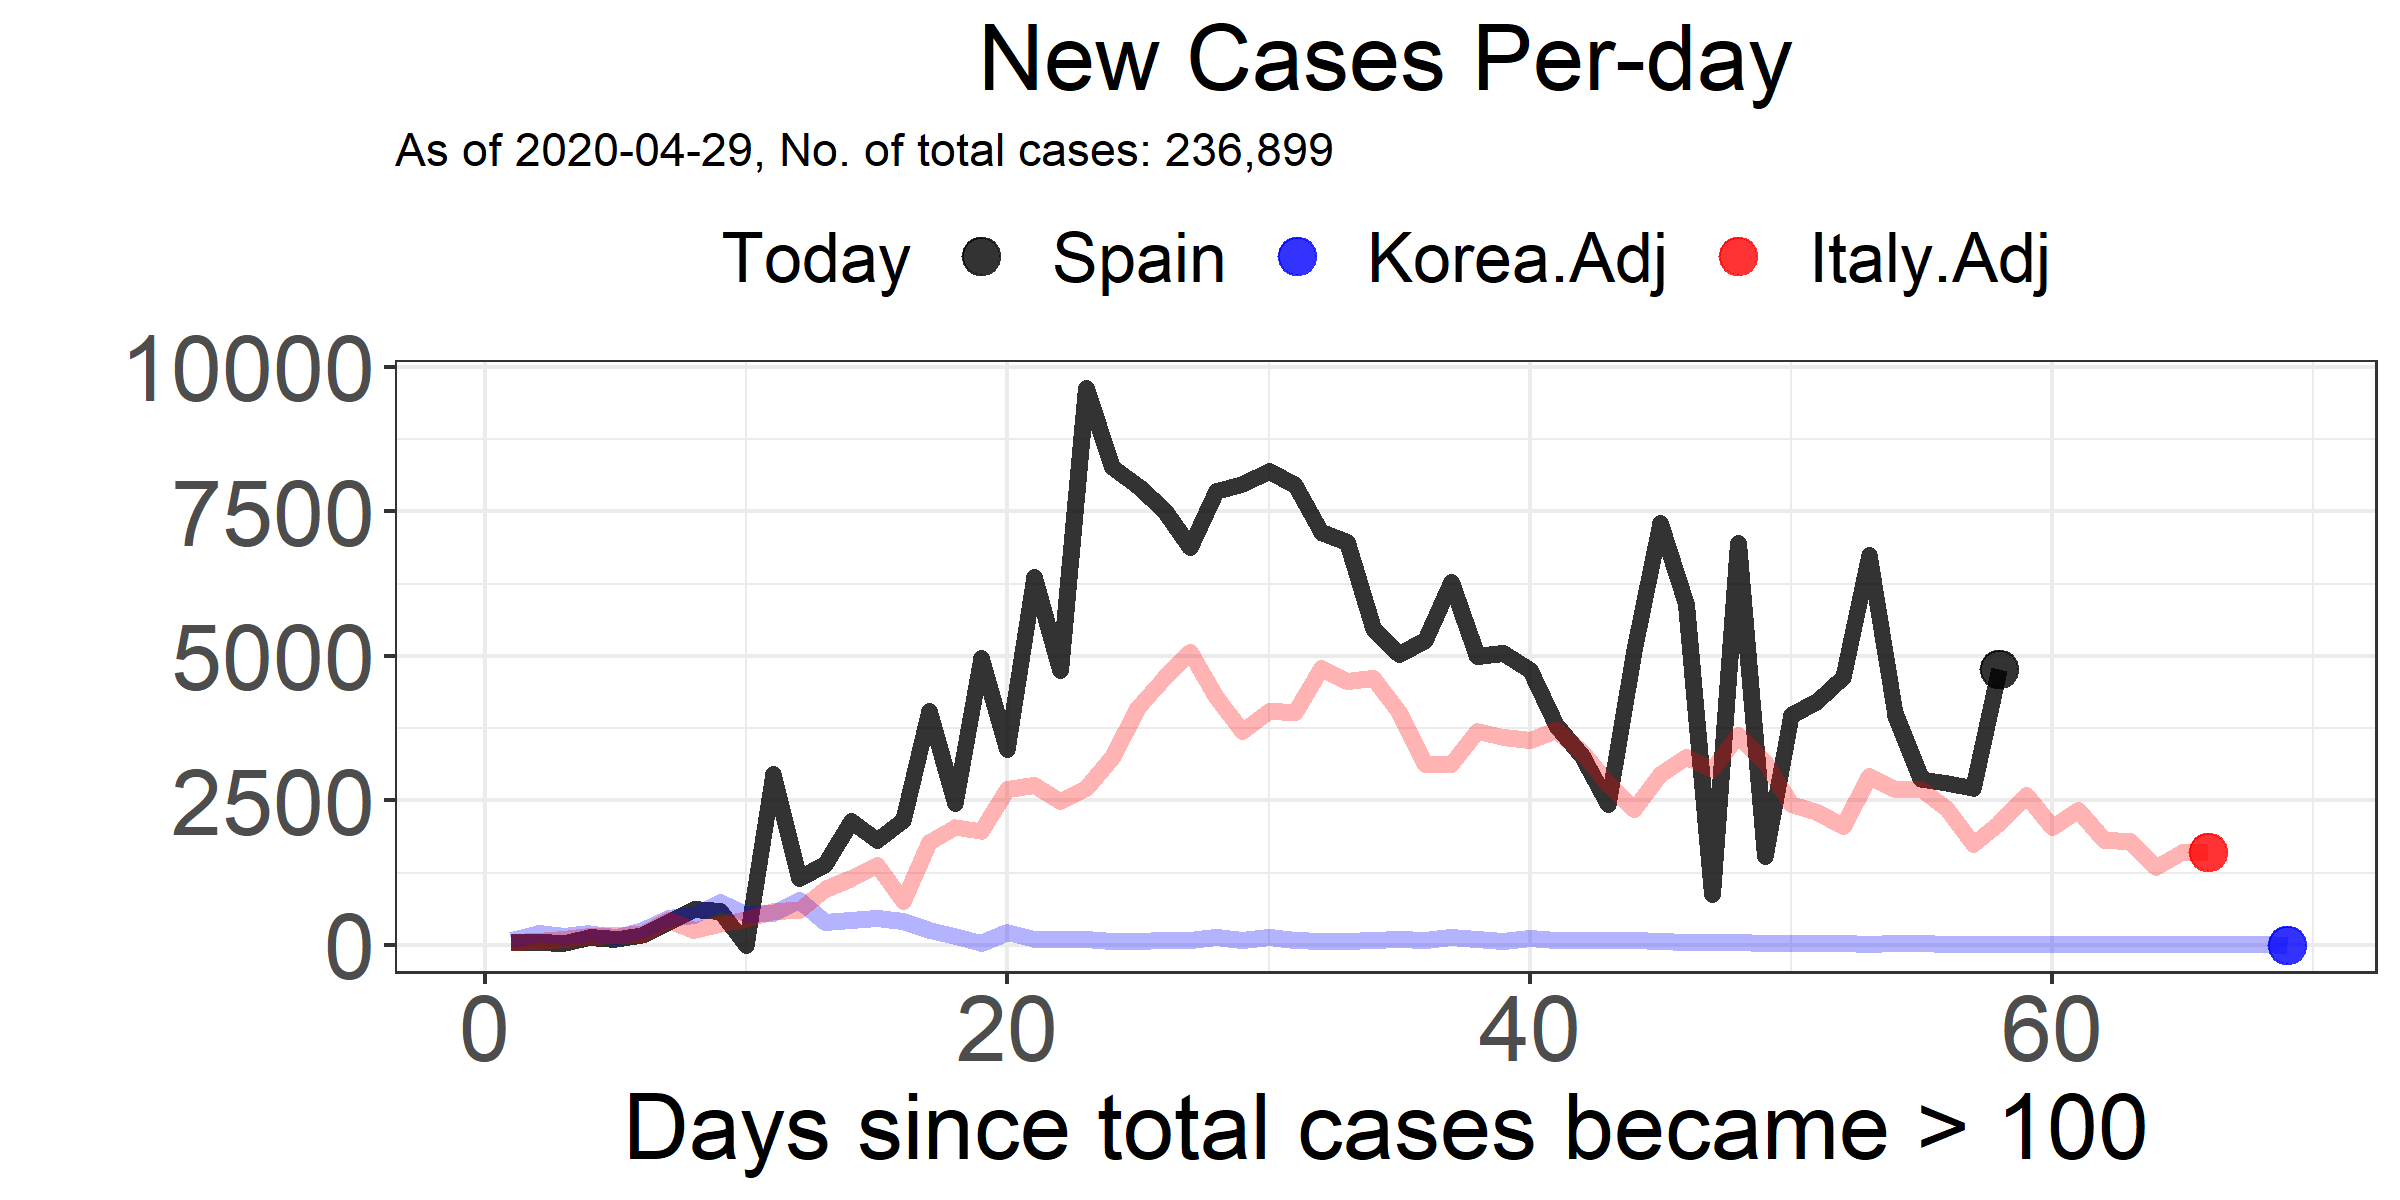 New Cases Per-day
As of 2020-04-29, No. of total cases: 236,899
Today Spain Korea.Adj Italy.Adj
10000
7500
5000
2500
0
0 20 40 60
Days since total cases became > 100